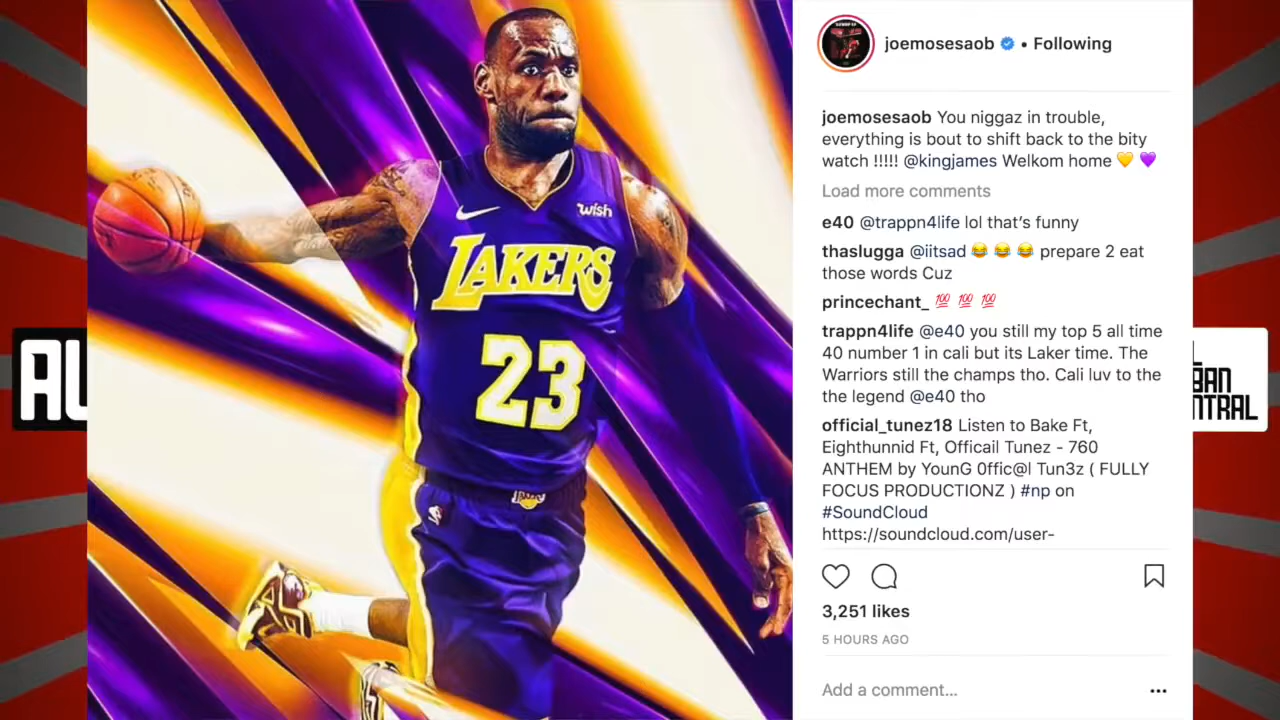 joemosesaob • Following
joemosesaob You niggaz in trouble,
everything is bout to shift back to the bity
watch !!!!! @kingjames Welkom home 💛 💜
Load more comments
e40 @trappn4life lol that's funny
thaslugga @iitsad 😂 😂 😂 prepare 2 eat
those words Cuz
princechant_ 💯 💯 💯
trappn4life @e40 you still my top 5 all time
40 number 1 in cali but its Laker time. The
Warriors still the champs tho. Cali luv to the
the legend @e40 tho
official_tunez18 Listen to Bake Ft,
Eighthunnid Ft, Officail Tunez - 760
ANTHEM by YounG 0ffic@l Tun3z ( FULLY
FOCUS PRODUCTIONZ ) #np on
#SoundCloud
https://soundcloud.com/user-
3,251 likes
5 HOURS AGO
Add a comment...
wish
LAKERS
23